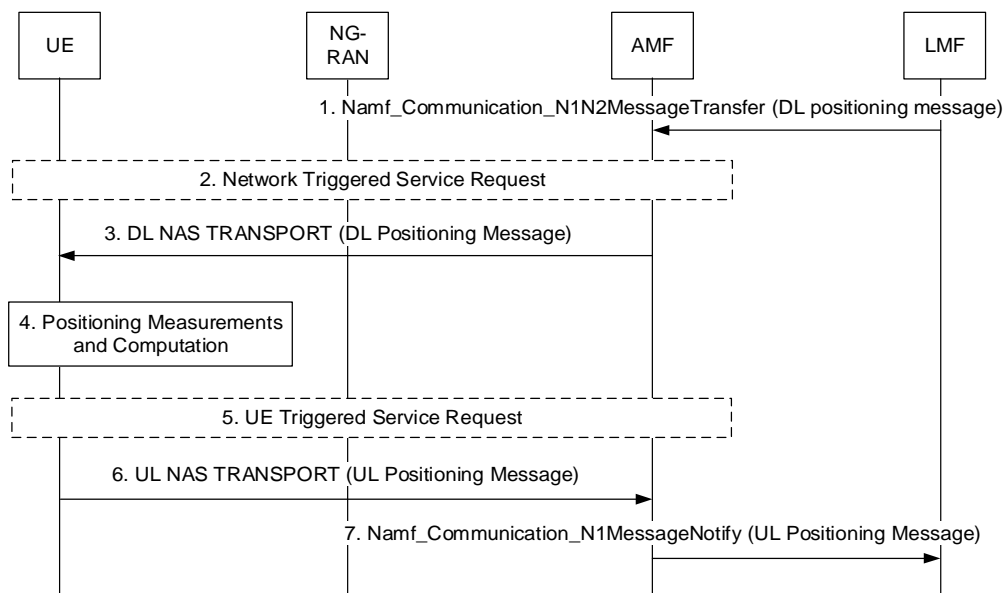 UE
NG-
RAN
AMF
LMF
1. Namf_Communication_N1N2MessageTransfer (DL positioning message)
2. Network Triggered Service Request
3. DL NAS TRANSPORT (DL Positioning Message)
4. Positioning Measurements
and Computation
5. UE Triggered Service Request
6. UL NAS TRANSPORT (UL Positioning Message)
7. Namf_Communication_N1MessageNotify (UL Positioning Message)